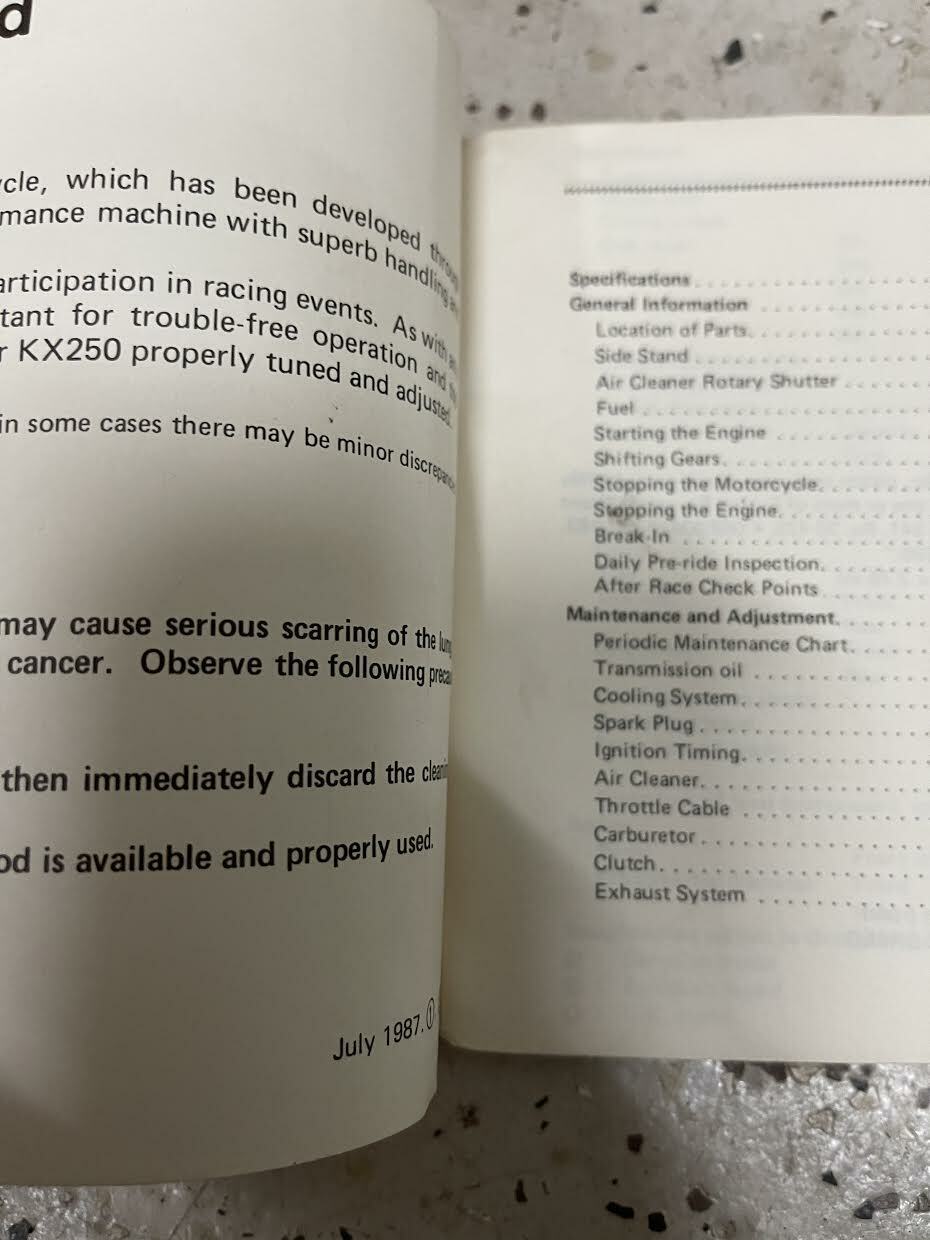 d
cle, which has been developed
mance machine with superb handling
articipation in racing events. As with
tant for trouble-free operation and
r KX250 properly tuned and adjusted.
in some cases there may be minor
may cause serious scarring of the
cancer. Observe the following
then immediately discard the
od is available and properly used.
July 1987. ①
Specifications
General Information
Location of Parts
Side Stand
Air Cleaner Rotary Shutter
Fuel
Starting the Engine
Shifting Gears
Stopping the Motorcycle
Stopping the Engine
Break-In
Daily Pre-ride Inspection
After Race Check Points
Maintenance and Adjustment
Periodic Maintenance Chart
Transmission oil
Cooling System
Spark Plug
Ignition Timing
Air Cleaner
Throttle Cable
Carburetor
Clutch
Exhaust System